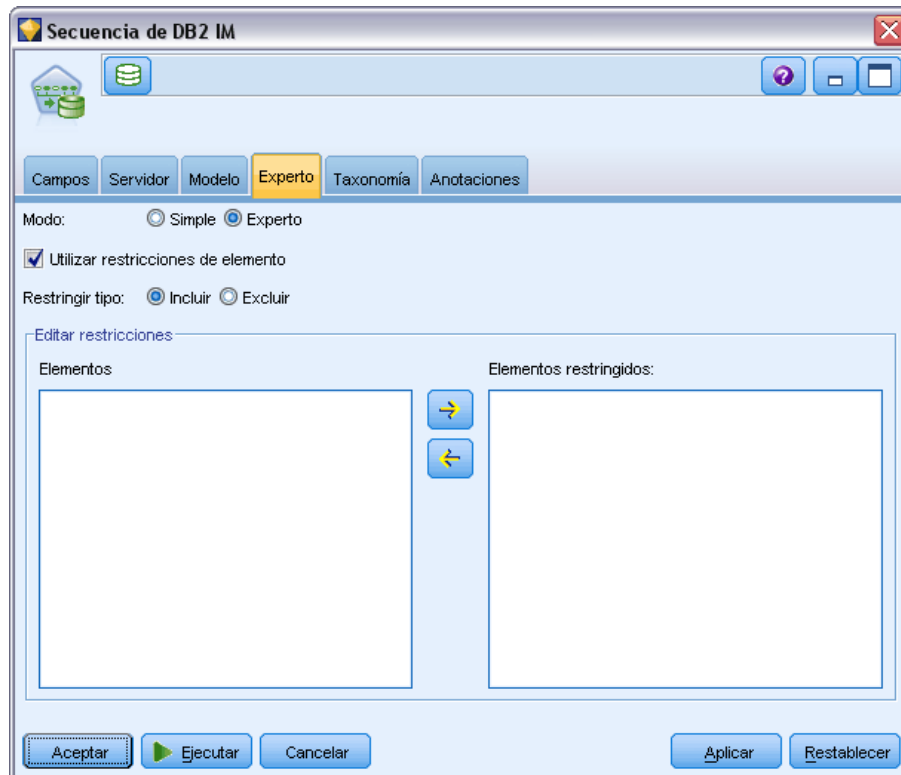 Secuencia de DB2 IM
Campos Servidor Modelo Experto Taxonomía Anotaciones
Modo: Simple Experto
Utilizar restricciones de elemento
Restringir tipo: Incluir Excluir
Editar restricciones
Elementos Elementos restringidos:
Aceptar Ejecutar Cancelar Aplicar Restablecer